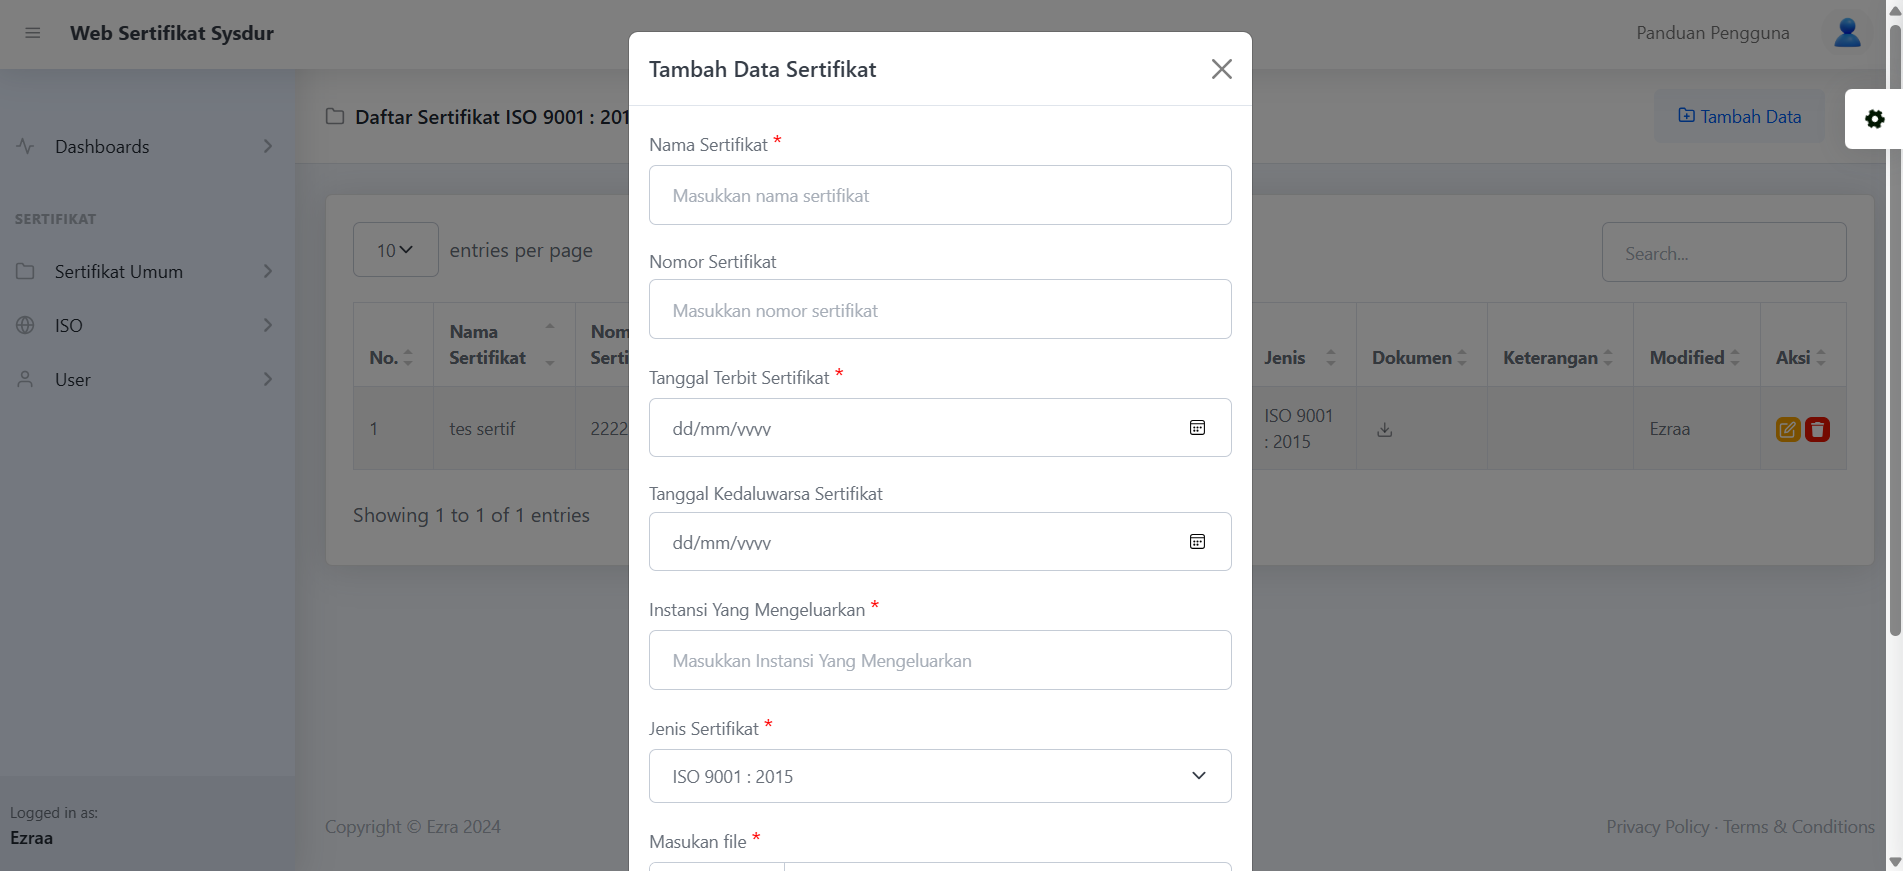 Web Sertifikat Sysdur
Panduan Pengguna
Dashboards
SERTIFIKAT
Sertifikat Umum
ISO
User
Logged in as:
Ezraa
Daftar Sertifikat ISO 9001 : 201
Tambah Data
10
entries per page
Search...
No.
Nama
Sertifikat
Nom
Serti
Jenis
Dokumen
Keterangan
Modified
Aksi
1
tes sertif
2222
ISO 9001
: 2015
Ezraa
Showing 1 to 1 of 1 entries
Copyright © Ezra 2024
Privacy Policy · Terms & Conditions
Tambah Data Sertifikat
Nama Sertifikat *
Masukkan nama sertifikat
Nomor Sertifikat
Masukkan nomor sertifikat
Tanggal Terbit Sertifikat *
dd/mm/yyyy
Tanggal Kedaluwarsa Sertifikat
dd/mm/yyyy
Instansi Yang Mengeluarkan *
Masukkan Instansi Yang Mengeluarkan
Jenis Sertifikat *
ISO 9001 : 2015
Masukan file *